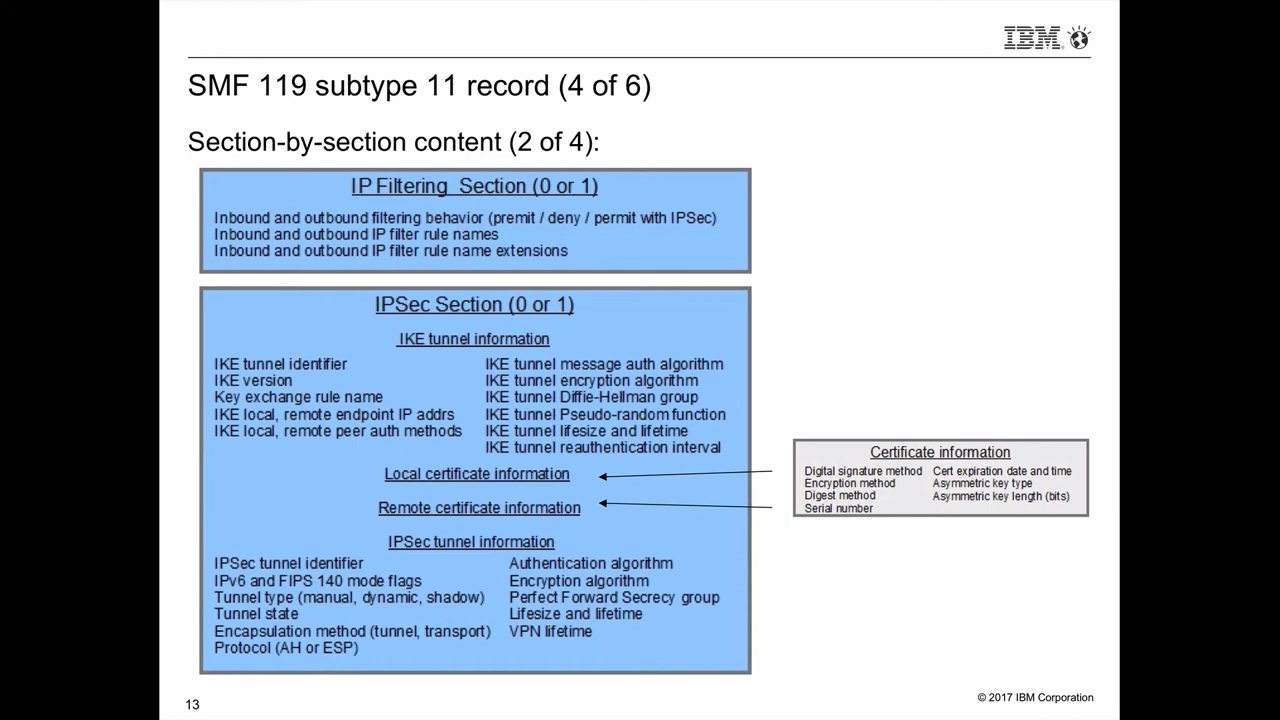 IBM
SMF 119 subtype 11 record (4 of 6)
Section-by-section content (2 of 4):
IP Filtering Section (0 or 1)
Inbound and outbound filtering behavior (premit / deny / permit with IPSec)
Inbound and outbound IP filter rule names
Inbound and outbound IP filter rule name extensions
IPSec Section (0 or 1)
IKE tunnel information
IKE tunnel identifier
IKE version
Key exchange rule name
IKE local, remote endpoint IP addrs
IKE local, remote peer auth methods
IKE tunnel message auth algorithm
IKE tunnel encryption algorithm
IKE tunnel Diffie-Hellman group
IKE tunnel Pseudo-random function
IKE tunnel lifesize and lifetime
IKE tunnel reauthentication interval
Local certificate information
Remote certificate information
Certificate information
Digital signature method
Encryption method
Digest method
Serial number
Cert expiration date and time
Asymmetric key type
Asymmetric key length (bits)
IPSec tunnel information
IPSec tunnel identifier
IPv6 and FIPS 140 mode flags
Tunnel type (manual, dynamic, shadow)
Tunnel state
Encapsulation method (tunnel, transport)
Protocol (AH or ESP)
Authentication algorithm
Encryption algorithm
Perfect Forward Secrecy group
Lifesize and lifetime
VPN lifetime
13
© 2017 IBM Corporation